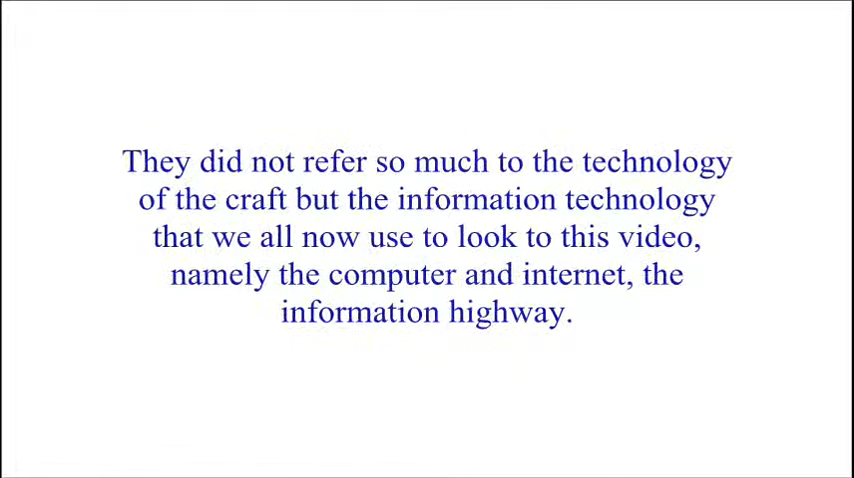 They did not refer so much to the technology
of the craft but the information technology
that we all now use to look to this video,
namely the computer and internet, the
information highway.